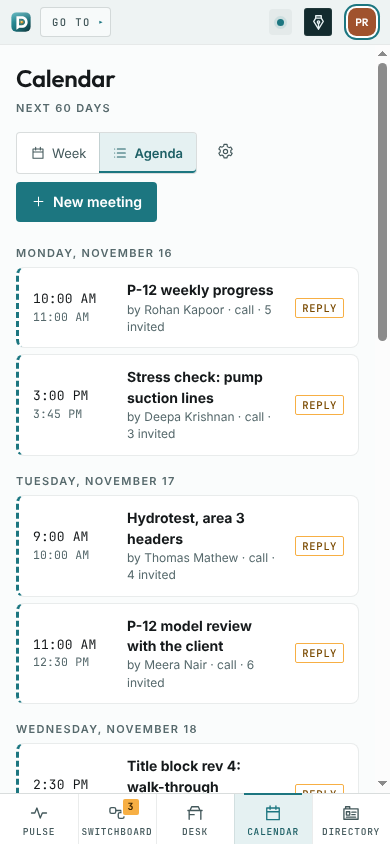 D
GO TO ▸
PR
Calendar
NEXT 60 DAYS
Week
Agenda
+ New meeting
MONDAY, NOVEMBER 16
10:00 AM
11:00 AM
P-12 weekly progress
by Rohan Kapoor · call · 5
invited
REPLY
3:00 PM
3:45 PM
Stress check: pump
suction lines
by Deepa Krishnan · call ·
3 invited
REPLY
TUESDAY, NOVEMBER 17
9:00 AM
10:00 AM
Hydrotest, area 3
headers
by Thomas Mathew · call ·
4 invited
REPLY
11:00 AM
12:30 PM
P-12 model review
with the client
by Meera Nair · call · 6
invited
REPLY
WEDNESDAY, NOVEMBER 18
2:30 PM
Title block rev 4:
walk-through
REPLY
3
PULSE
SWITCHBOARD
DESK
CALENDAR
DIRECTORY